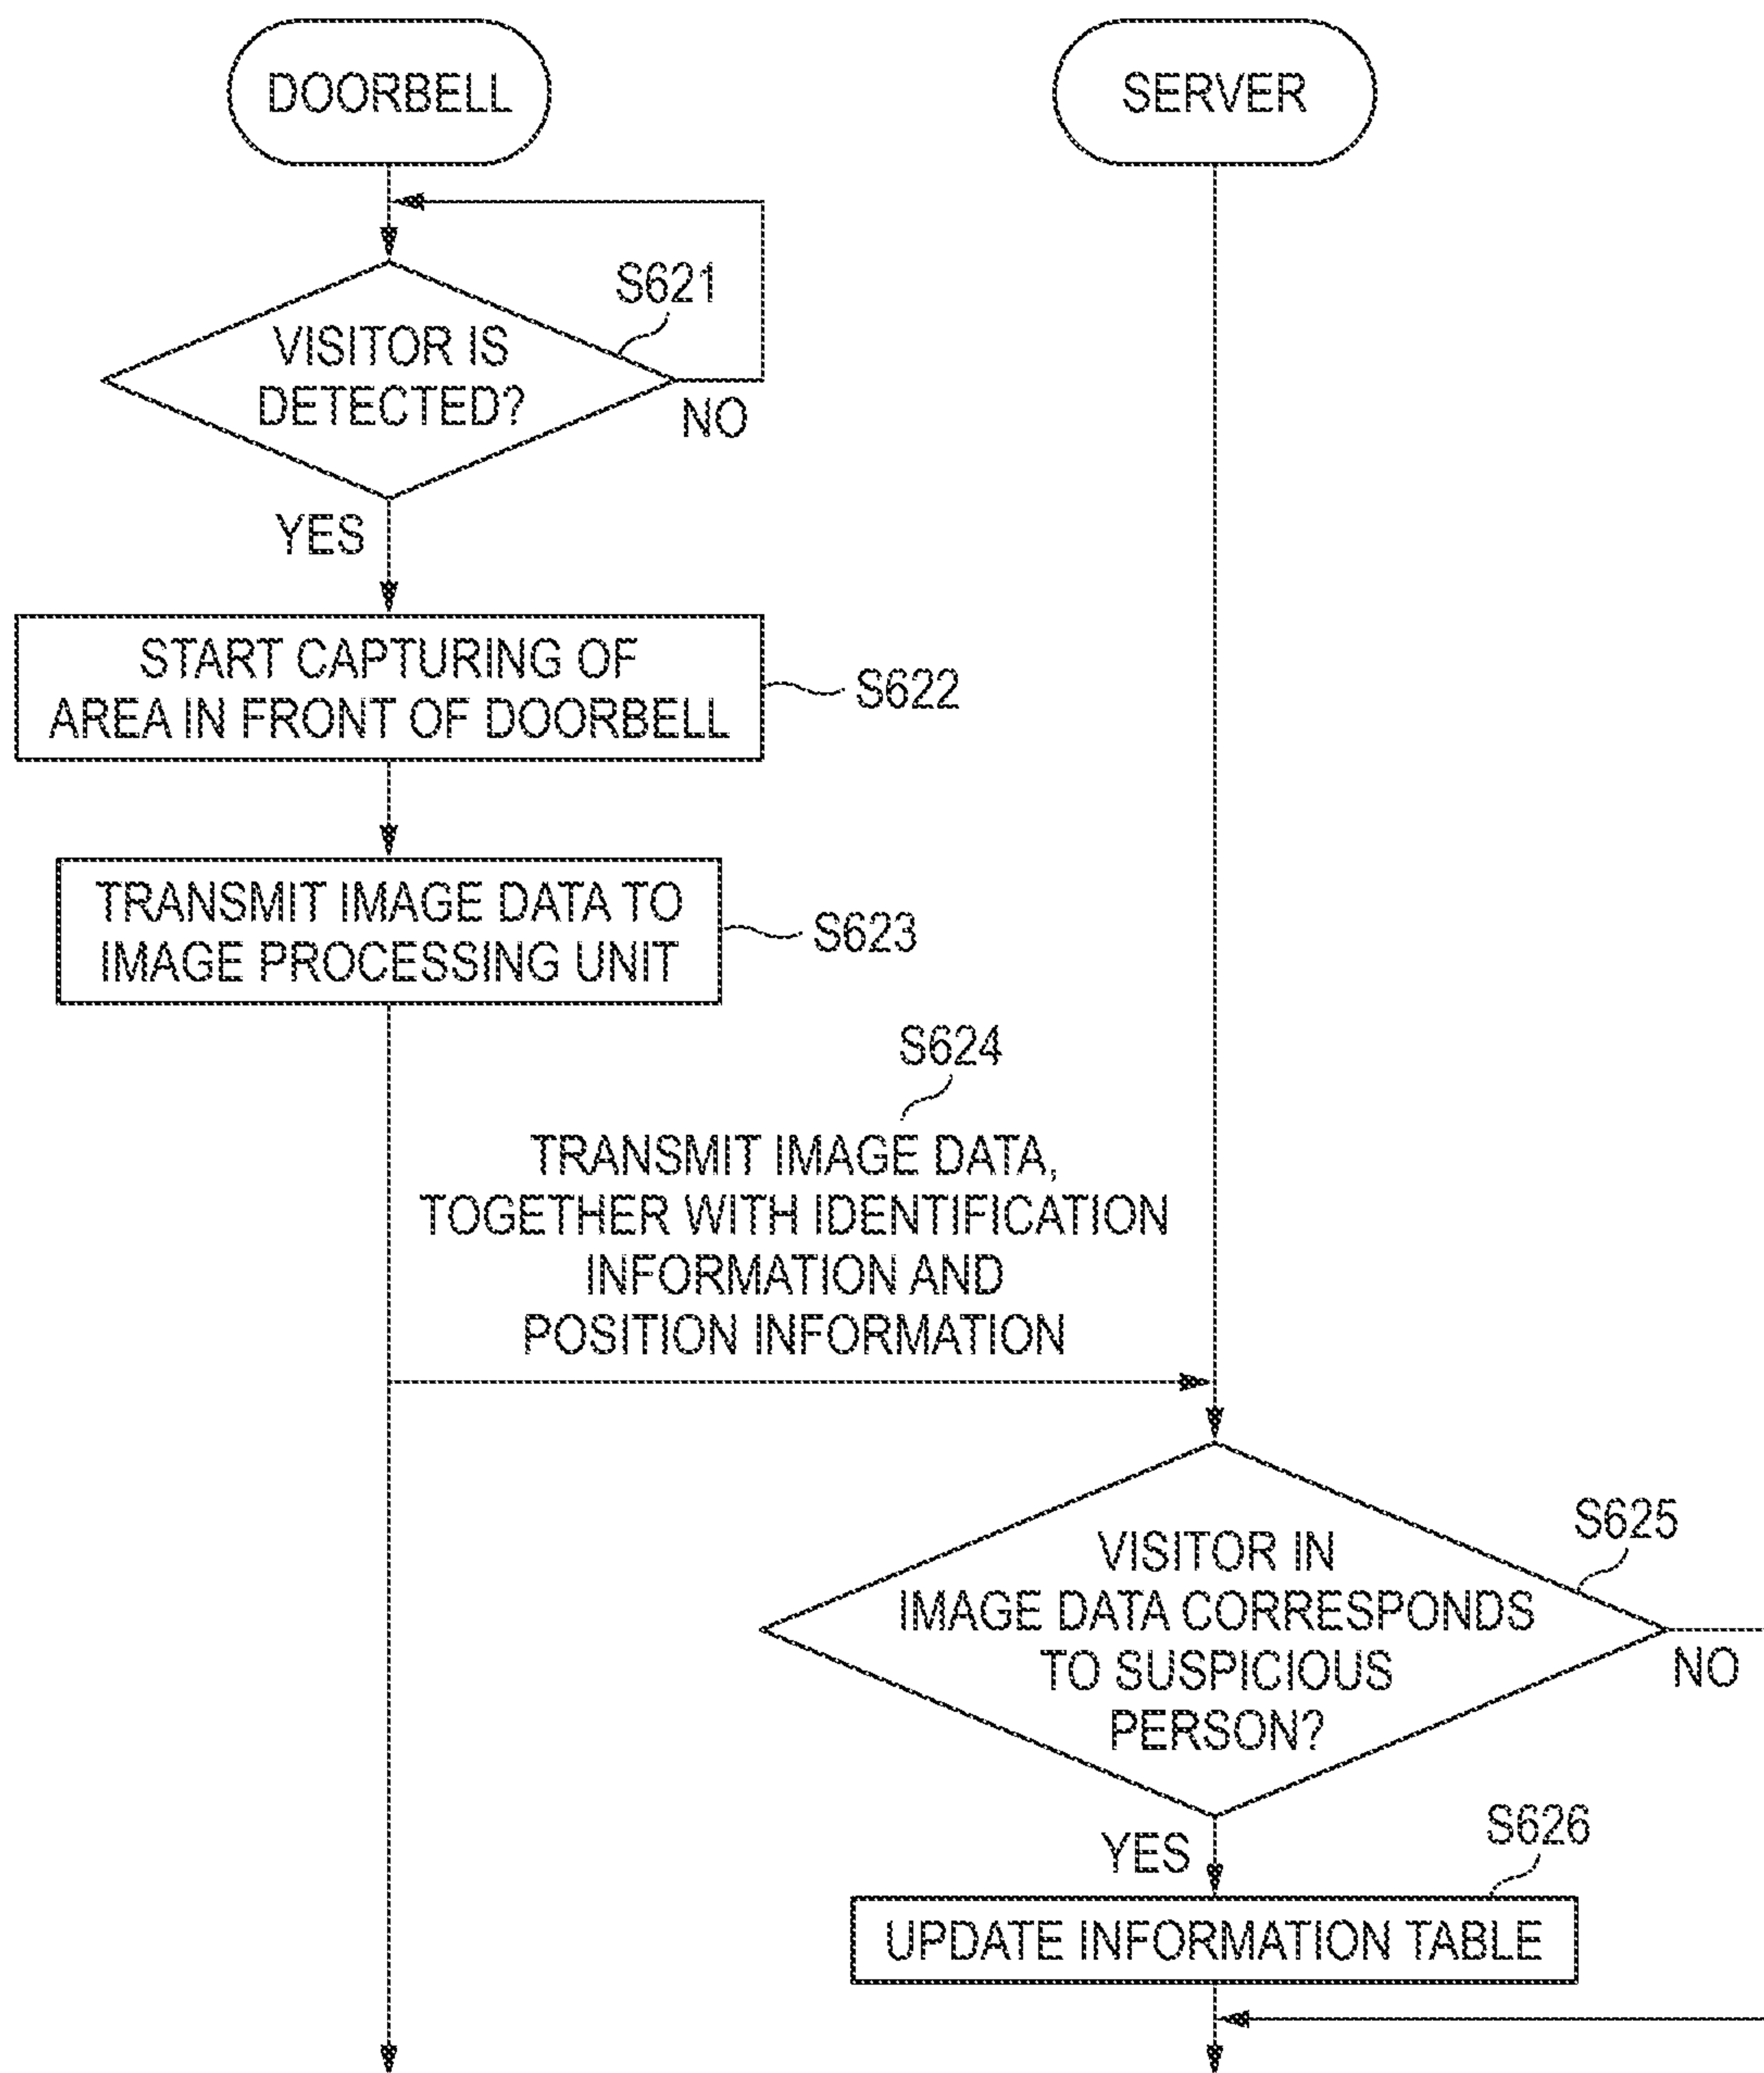 DOORBELL
SERVER
S621
VISITOR IS
DETECTED?
NO
YES
START CAPTURING OF
AREA IN FRONT OF DOORBELL
S622
TRANSMIT IMAGE DATA TO
IMAGE PROCESSING UNIT
S623
S624
TRANSMIT IMAGE DATA,
TOGETHER WITH IDENTIFICATION
INFORMATION AND
POSITION INFORMATION
S625
VISITOR IN
IMAGE DATA CORRESPONDS
TO SUSPICIOUS
PERSON?
NO
YES
S626
UPDATE INFORMATION TABLE